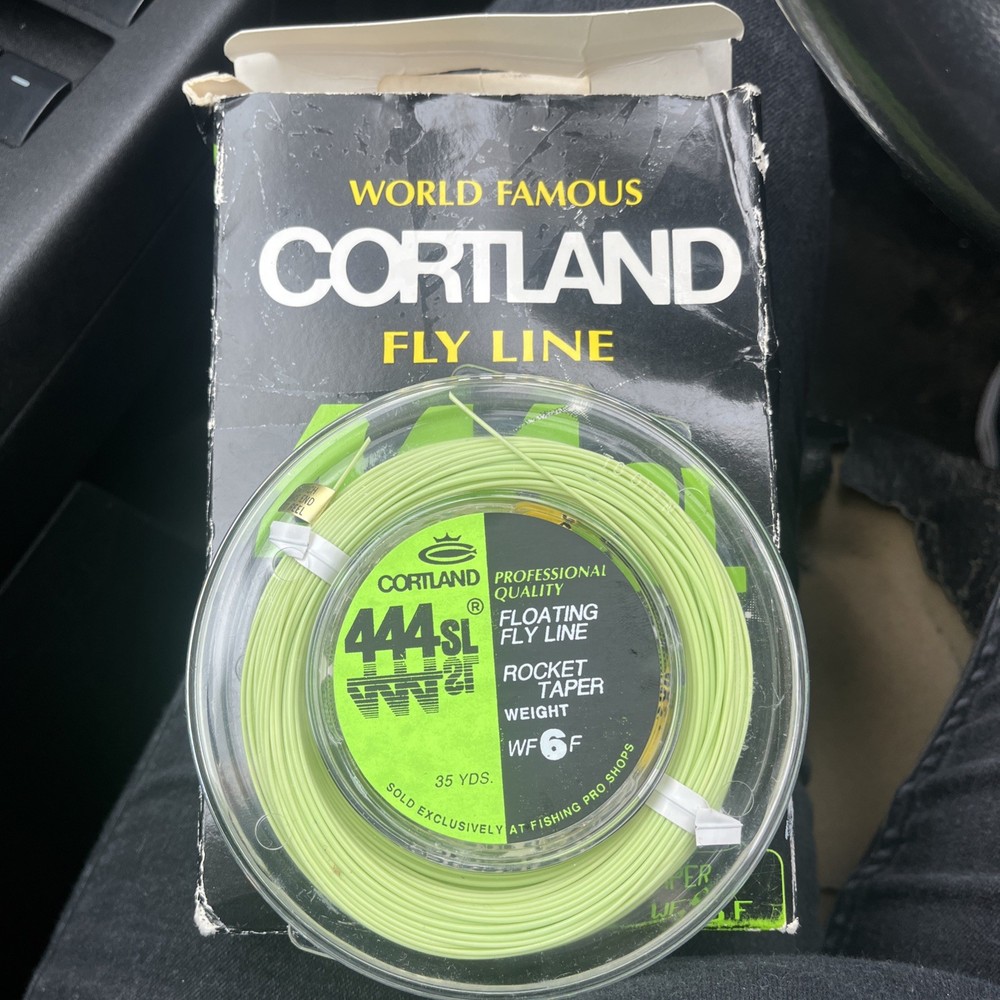 WORLD FAMOUS
CORTLAND
FLY LINE
CORTLAND
444SL®
35 YDS.
PROFESSIONAL
QUALITY
FLOATING
FLY LINE
ROCKET
TAPER
WEIGHT
WF6F
SOLD EXCLUSIVELY AT FISHING PRO SHOPS
END